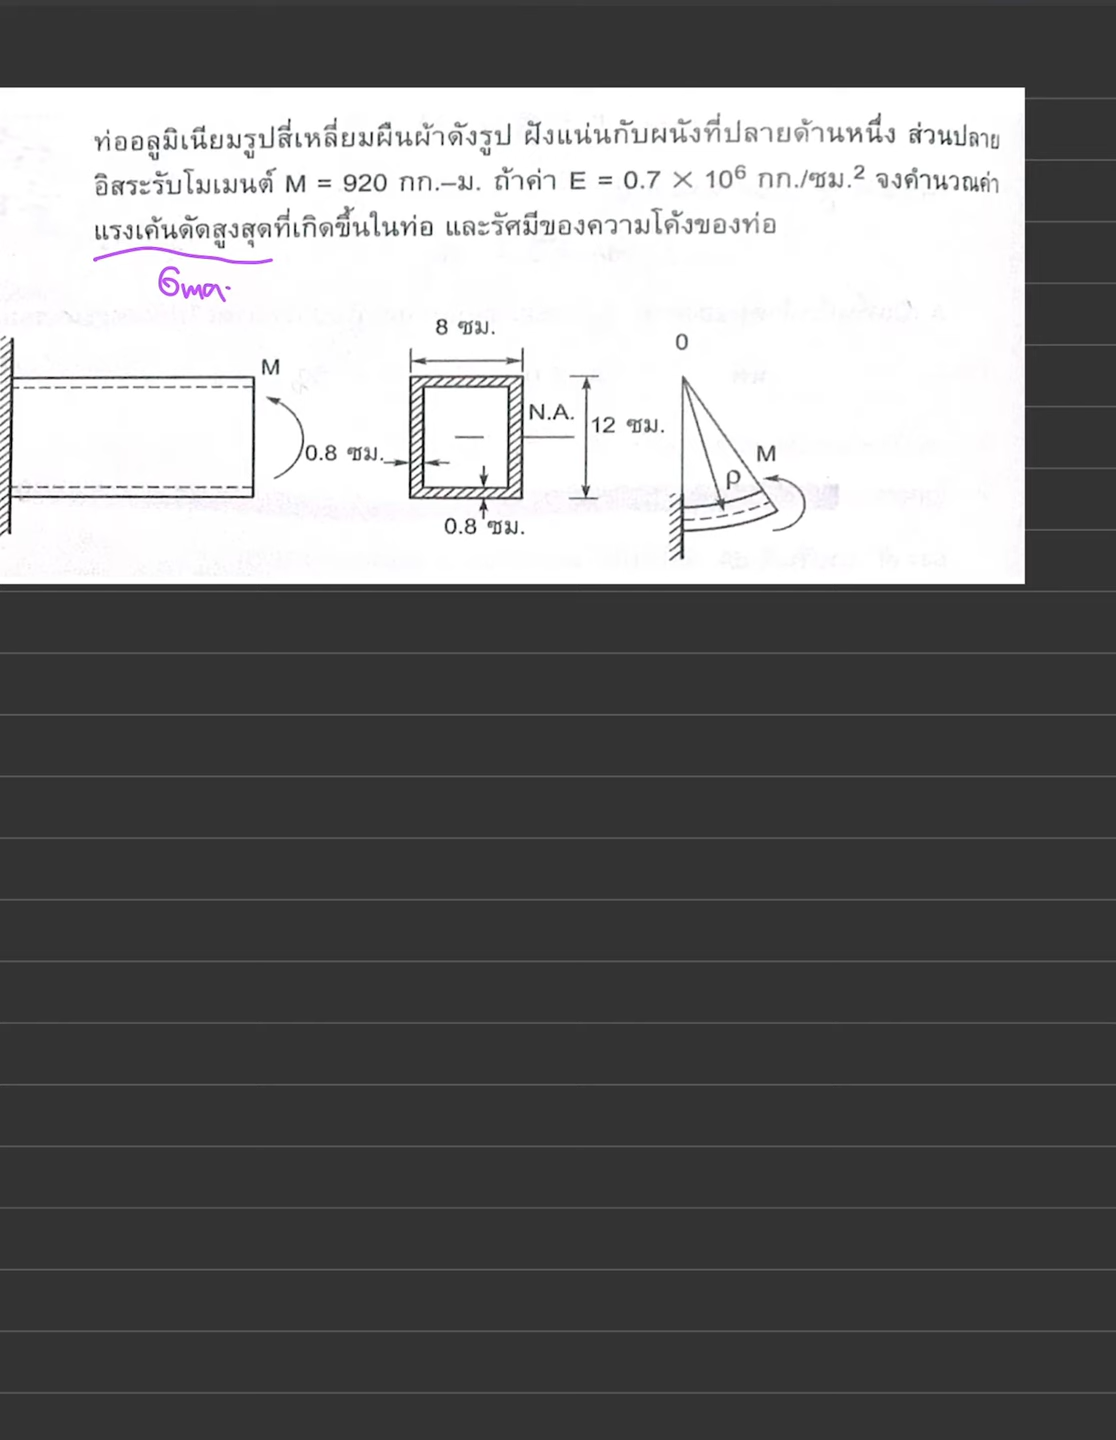 ท่ออลูมิเนียมรูปสี่เหลี่ยมผืนผ้าดังรูป ฝังแน่นกับผนังที่ปลายด้านหนึ่ง ส่วนปลาย
อิสระรับโมเมนต์ M = 920 กก.–ม. ถ้าค่า E = 0.7 × 10⁶ กก./ซม.² จงคำนวณค่า
แรงเค้นดัดสูงสุดที่เกิดขึ้นในท่อ และรัศมีของความโค้งของท่อ
8 ซม.
0
M
N.A.
12 ซม.
0.8 ซม.
M
ρ
0.8 ซม.